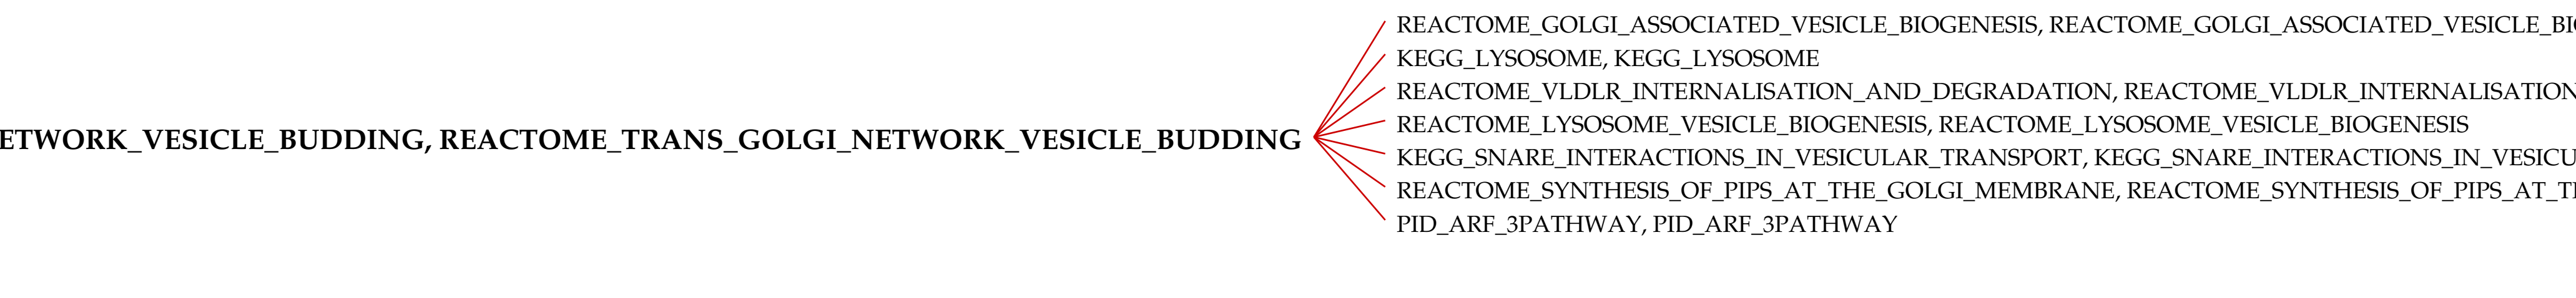 REACTOME_GOLGI_ASSOCIATED_VESICLE_BIOGENESIS, REACTOME_GOLGI_ASSOCIATED_VESICLE_BI
KEGG_LYSOSOME, KEGG_LYSOSOME
REACTOME_VLDLR_INTERNALISATION_AND_DEGRADATION, REACTOME_VLDLR_INTERNALISATION
REACTOME_LYSOSOME_VESICLE_BIOGENESIS, REACTOME_LYSOSOME_VESICLE_BIOGENESIS
ETWORK_VESICLE_BUDDING, REACTOME_TRANS_GOLGI_NETWORK_VESICLE_BUDDING
KEGG_SNARE_INTERACTIONS_IN_VESICULAR_TRANSPORT, KEGG_SNARE_INTERACTIONS_IN_VESICU
REACTOME_SYNTHESIS_OF_PIPS_AT_THE_GOLGI_MEMBRANE, REACTOME_SYNTHESIS_OF_PIPS_AT_T
PID_ARF_3PATHWAY, PID_ARF_3PATHWAY